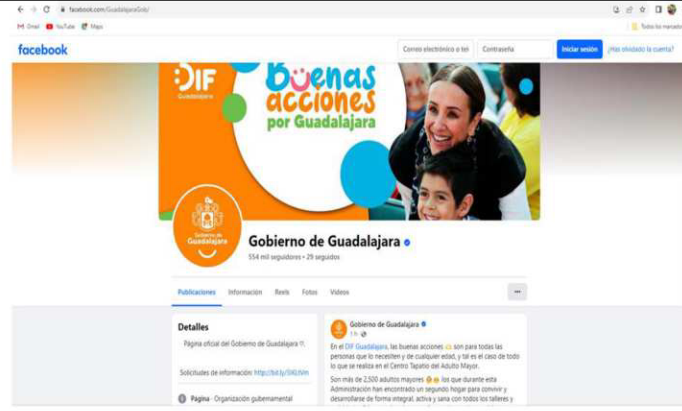 facebook.com/GuadalajaraGob/
Gmail YouTube Maps
facebook
Correo electrónico o tel Contraseña Iniciar sesión ¿Has olvidado la cuenta?
DIF
Guadalajara
Buenas
acciones
por Guadalajara
Gobierno de
Guadalajara
Gobierno de Guadalajara
554 mil seguidores • 29 seguidos
Publicaciones Información Reels Fotos Videos
Detalles
Página oficial del Gobierno de Guadalajara
Solicitudes de información:
Página · Organización gubernamental
Gobierno de Guadalajara
1 h
En el DIF Guadalajara, las buenas acciones son para todas las
personas que lo necesiten y de cualquier edad, y tal es el caso de todo
lo que se realiza en el Centro Tapatío del Adulto Mayor.
Son más de 2,500 adultos mayores que durante esta
Administración han encontrado un segundo hogar para convivir y
desarrollarse de forma integral, activa y sana con todos los talleres y